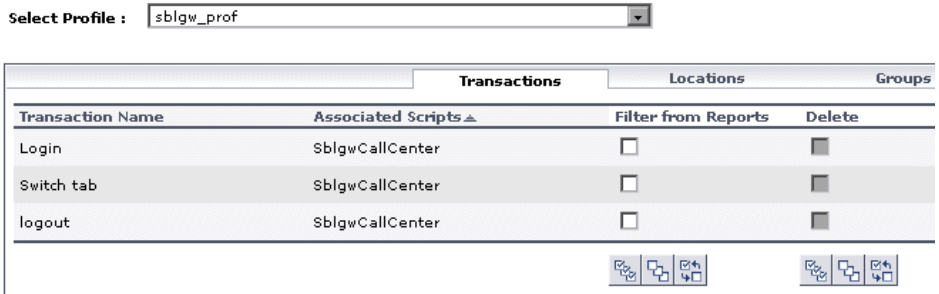 Select Profile : sblgw_prof
Transactions Locations Groups
Transaction Name Associated Scripts Filter from Reports Delete
Login SblgwCallCenter
Switch tab SblgwCallCenter
logout SblgwCallCenter